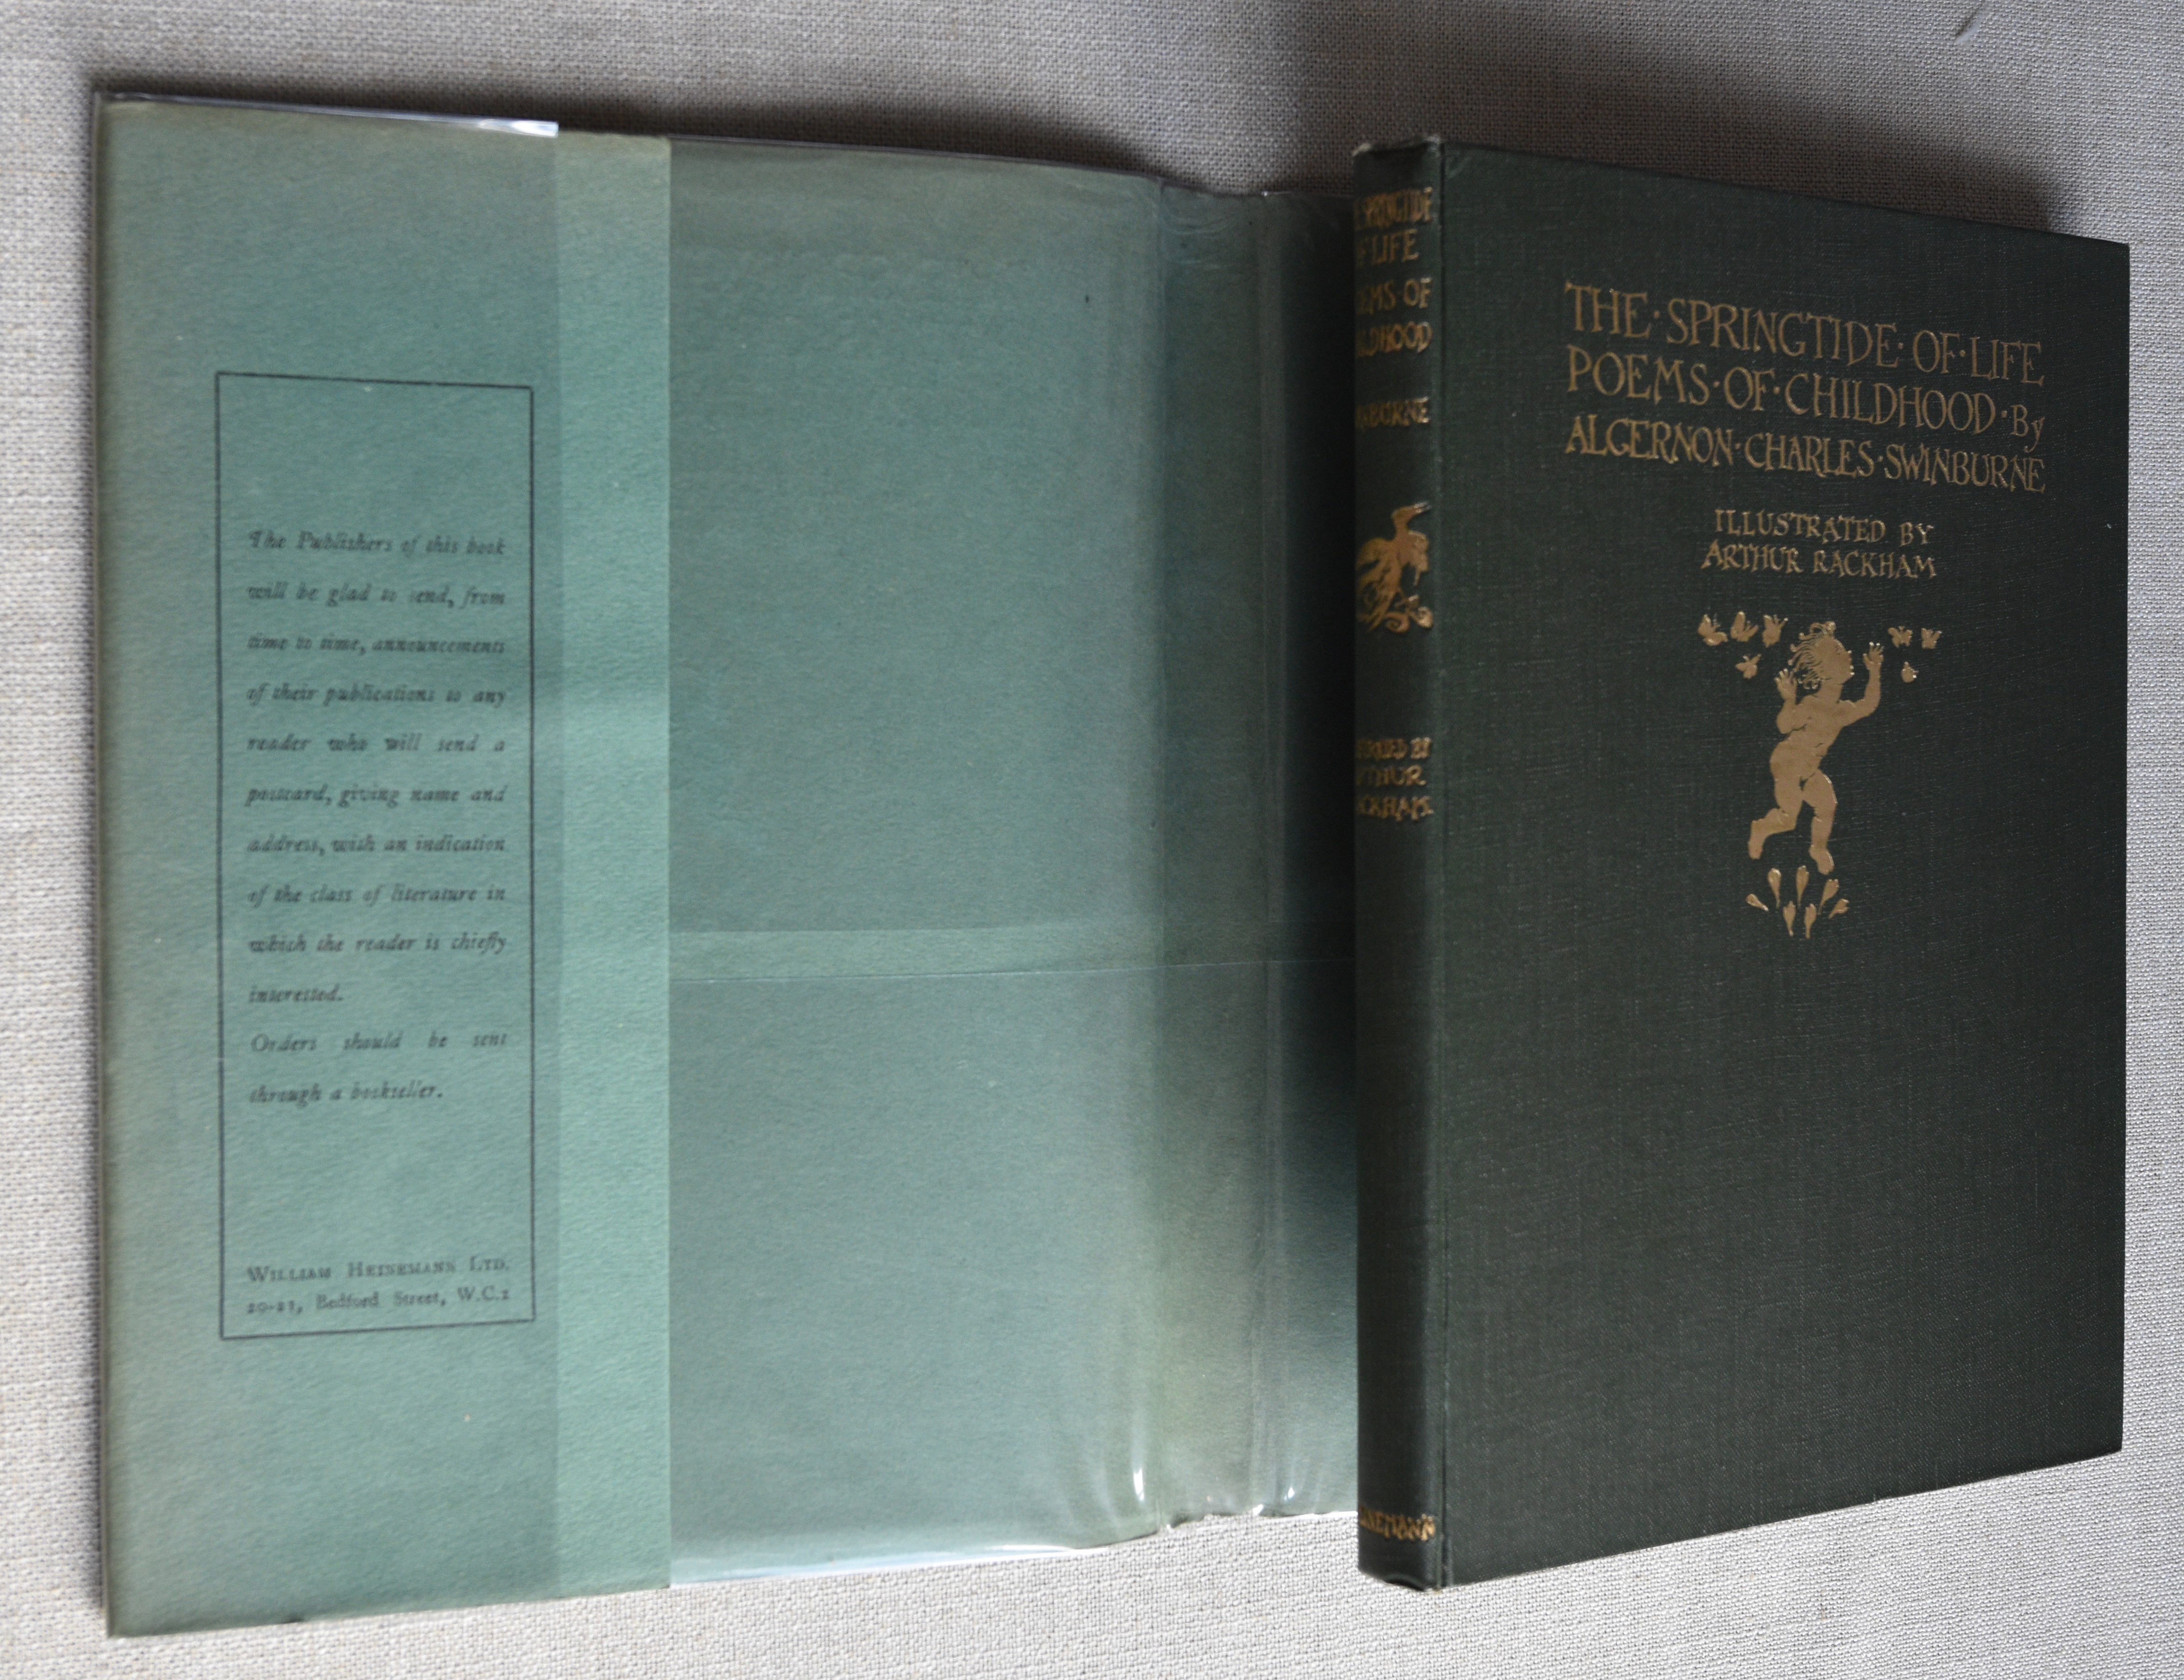 The Publishers of this book
will be glad to send, from
time to time, announcements
of their publications to any
reader who will send a
postcard, giving name and
address, with an indication
of the class of literature in
which the reader is chiefly
interested.
Orders should be sent
through a bookseller.
WILLIAM HEINEMANN LTD.
20-21, Bedford Street, W.C.2
SPRINGTIDE
OF LIFE
OF
ARTHUR
THE·SPRINGTIDE·OF·LIFE
POEMS·OF·CHILDHOOD·By
ALGERNON·CHARLES·SWINBURNE
ILLUSTRATED BY
ARTHUR RACKHAM